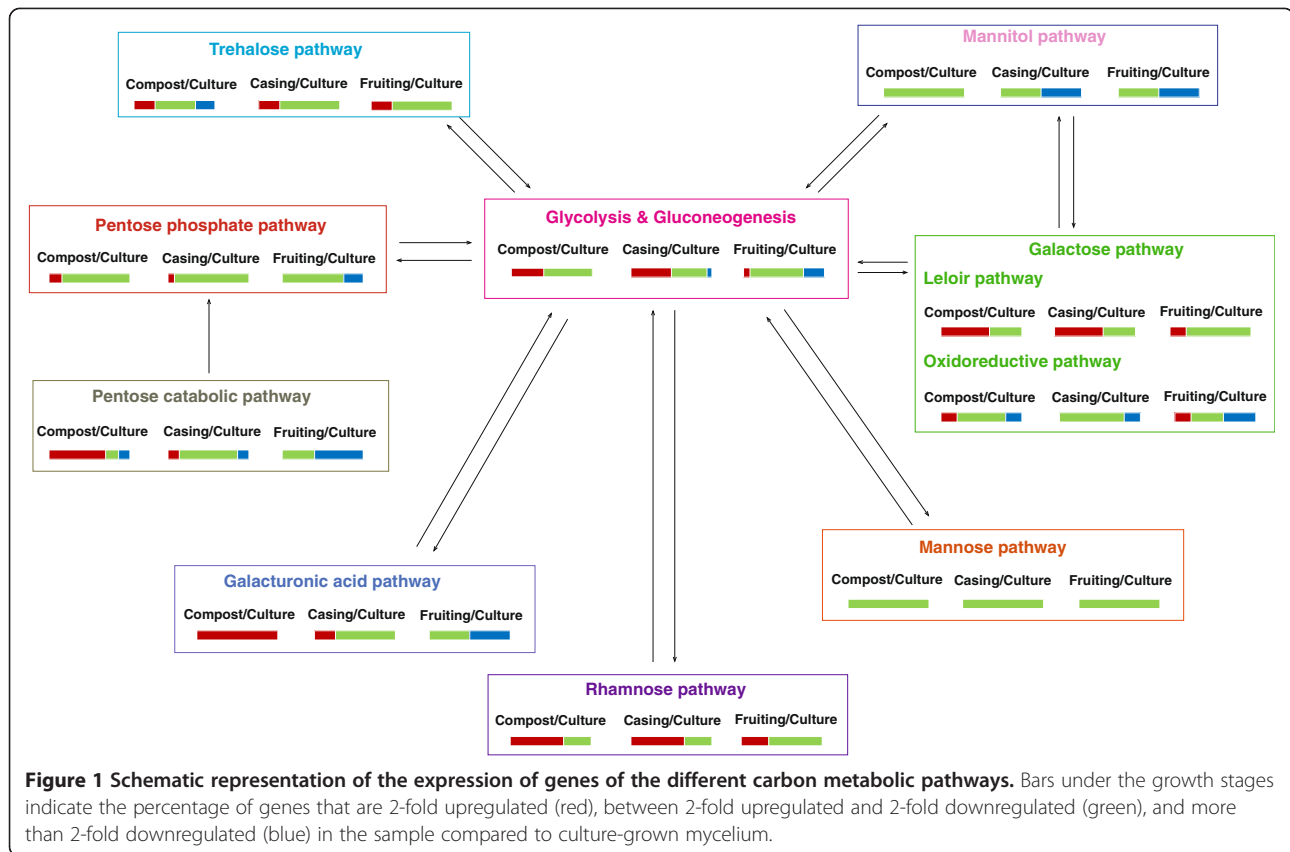 Trehalose pathway
Compost/Culture Casing/Culture Fruiting/Culture
Mannitol pathway
Compost/Culture Casing/Culture Fruiting/Culture
Pentose phosphate pathway
Compost/Culture Casing/Culture Fruiting/Culture
Glycolysis & Gluconeogenesis
Compost/Culture Casing/Culture Fruiting/Culture
Galactose pathway
Leloir pathway
Compost/Culture Casing/Culture Fruiting/Culture
Oxidoreductive pathway
Compost/Culture Casing/Culture Fruiting/Culture
Pentose catabolic pathway
Compost/Culture Casing/Culture Fruiting/Culture
Mannose pathway
Compost/Culture Casing/Culture Fruiting/Culture
Galacturonic acid pathway
Compost/Culture Casing/Culture Fruiting/Culture
Rhamnose pathway
Compost/Culture Casing/Culture Fruiting/Culture
Figure 1 Schematic representation of the expression of genes of the different carbon metabolic pathways. Bars under the growth stages
indicate the percentage of genes that are 2-fold upregulated (red), between 2-fold upregulated and 2-fold downregulated (green), and more
than 2-fold downregulated (blue) in the sample compared to culture-grown mycelium.